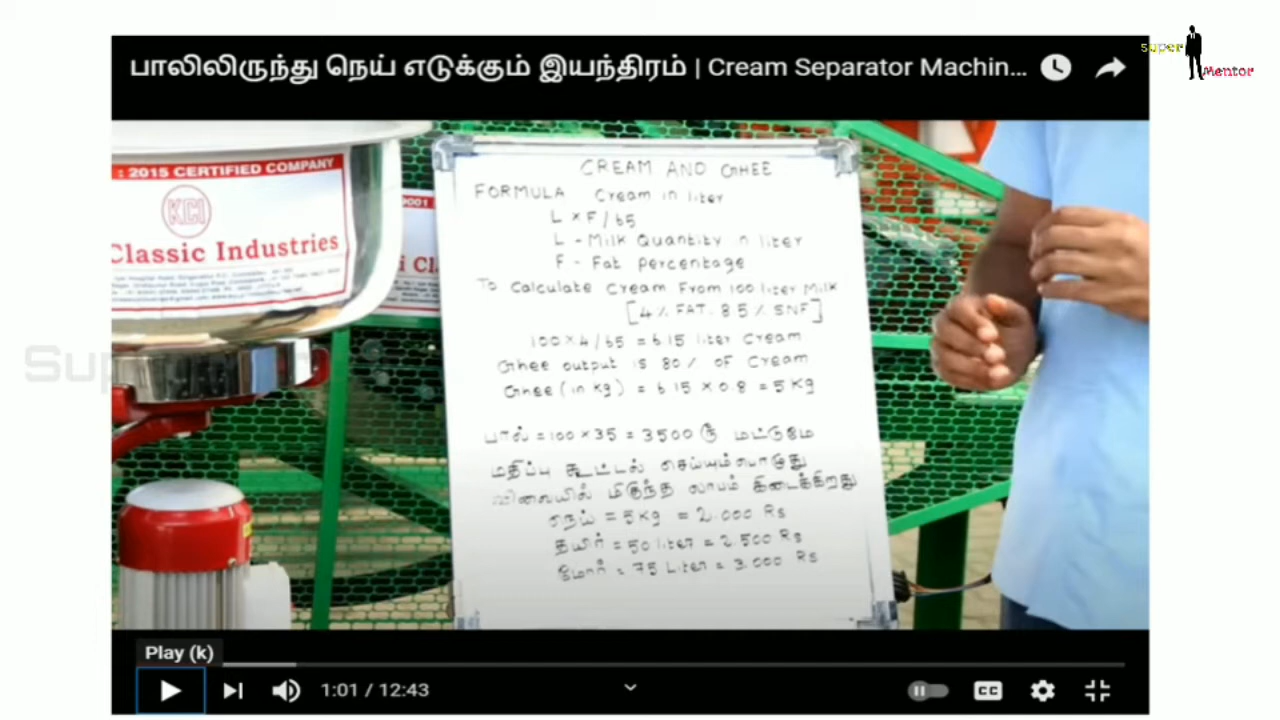 பாலிலிருந்து நெய் எடுக்கும் இயந்திரம் | Cream Separator Machin...
super
Mentor
: 2015 CERTIFIED COMPANY
KCI
Classic Industries
9001
i Cl
CREAM AND GHEE
FORMULA Cream in liter
L × F / 65
L - Milk Quantity in liter
F - Fat percentage
To Calculate Cream From 100 liter Milk
[4% FAT. 8.5% SNF]
100 × 4 / 65 = 6.15 liter Cream
Ghee output is 80% of Cream
Ghee (in kg) = 6.15 × 0.8 = 5 Kg
பால் = 100 × 35 = 3500 ரூ மட்டுமே
மதிப்பு கூட்டல் செய்யும்பொழுது
விலையில் மிகுந்த லாபம் கிடைக்கிறது
நெய் = 5 Kg = 2.000 Rs
தயிர் = 50 liter = 2.500 Rs
மோர் = 75 Liter = 3.000 Rs
Play (k)
1:01 / 12:43
CC